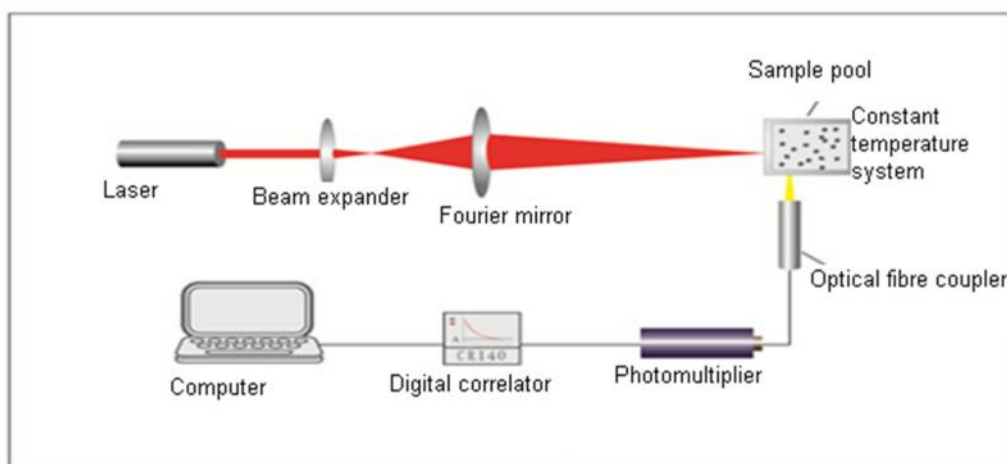 Sample pool
Constant
temperature
system
Laser
Beam expander
Fourier mirror
Optical fibre coupler
CR140
Photomultiplier
Digital correlator
Computer